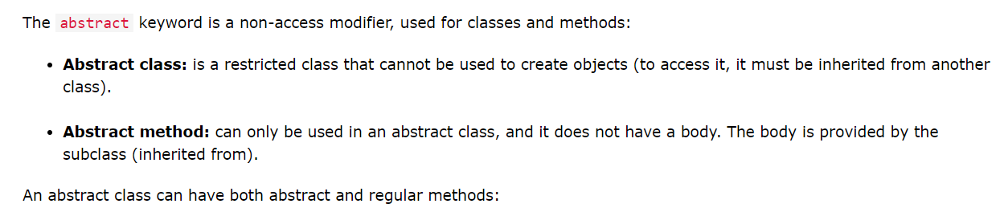 The abstract keyword is a non-access modifier, used for classes and methods:
• Abstract class: is a restricted class that cannot be used to create objects (to access it, it must be inherited from another
class).
• Abstract method: can only be used in an abstract class, and it does not have a body. The body is provided by the
subclass (inherited from).
An abstract class can have both abstract and regular methods: